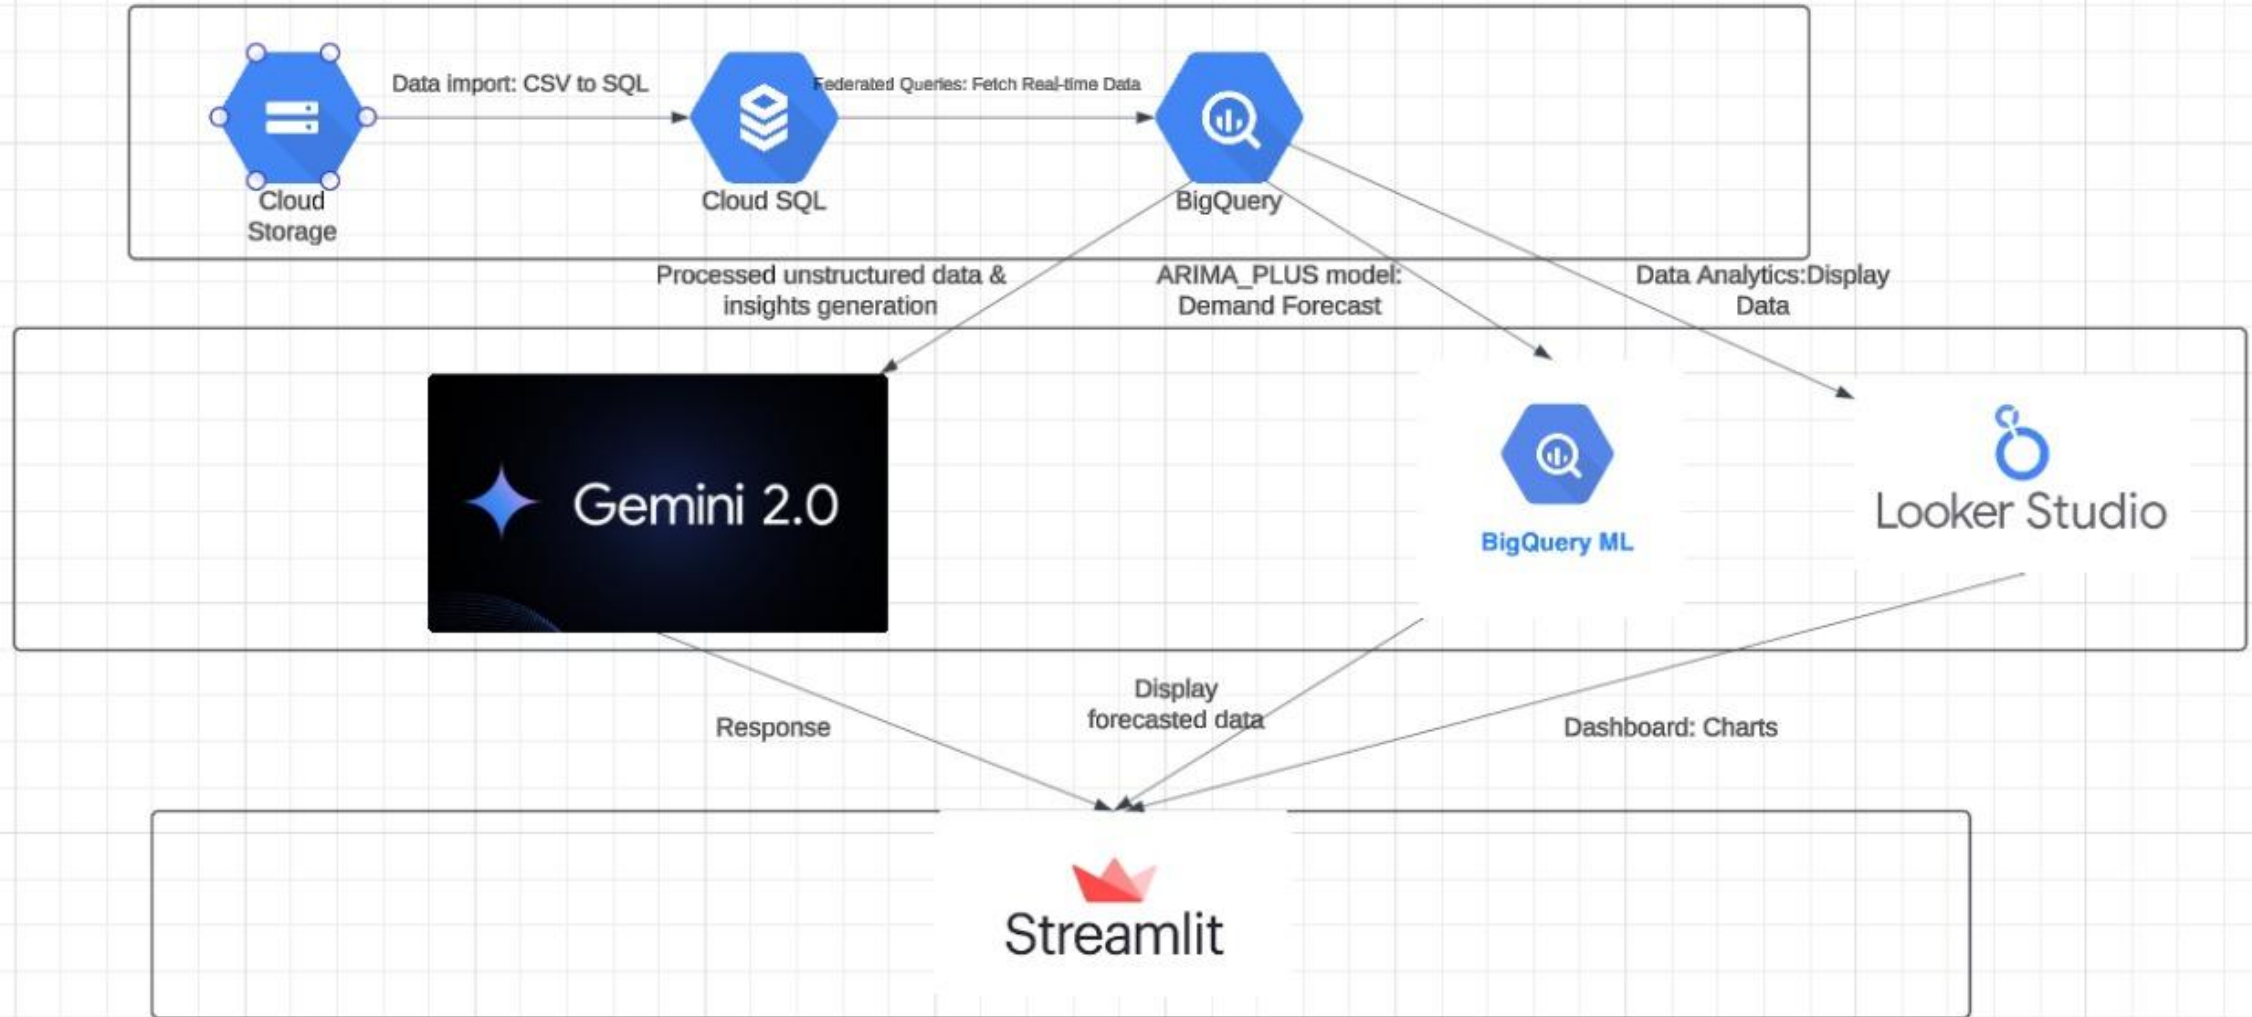 Data import: CSV to SQL
Federated Queries: Fetch Real-time Data
Cloud
Storage
Cloud SQL
BigQuery
Processed unstructured data &
insights generation
ARIMA_PLUS model:
Demand Forecast
Data Analytics:Display
Data
Gemini 2.0
BigQuery ML
Looker Studio
Response
Display
forecasted data
Dashboard: Charts
Streamlit